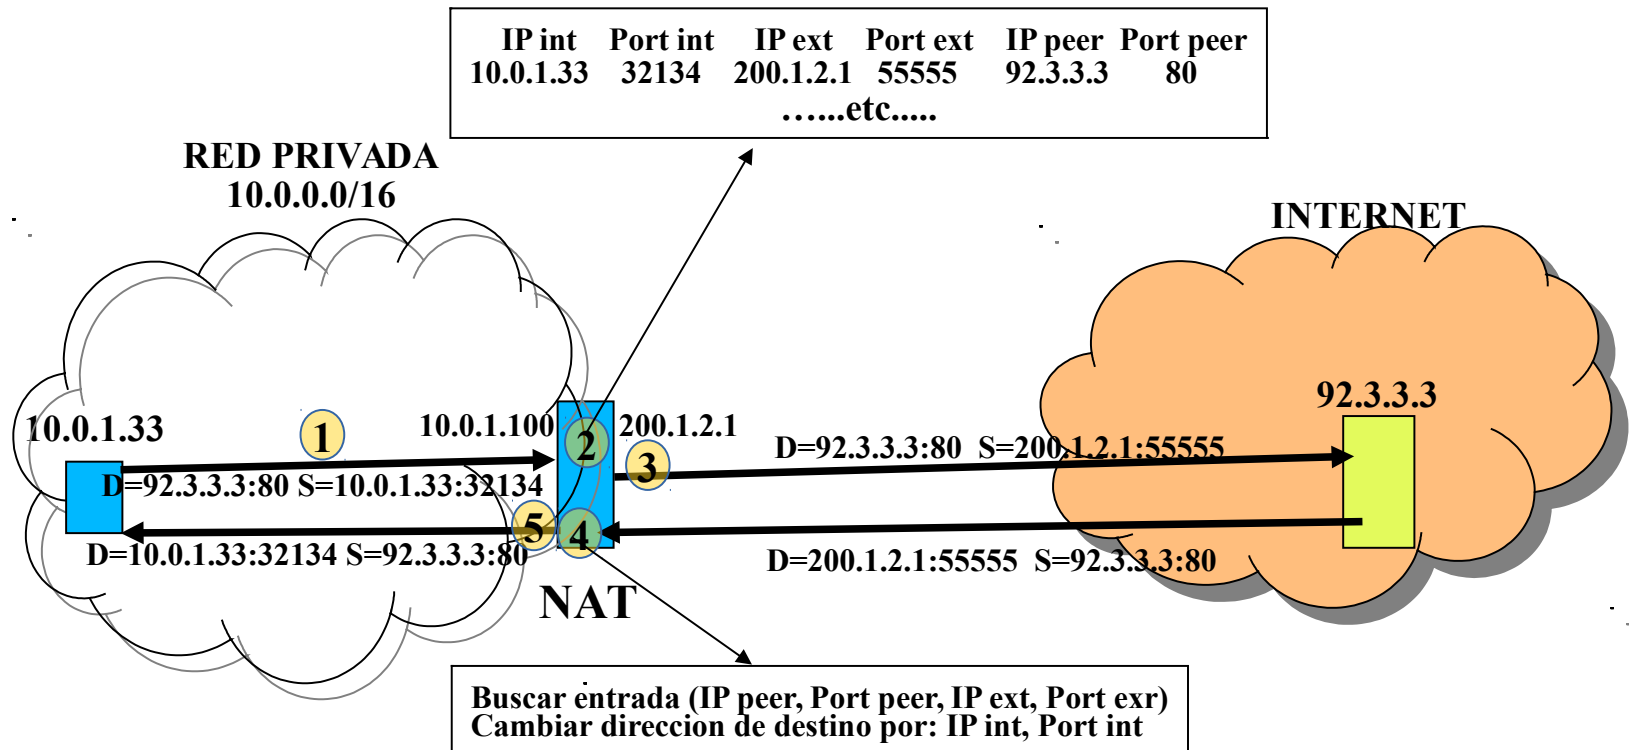 IP int Port int IP ext Port ext IP peer Port peer
10.0.1.33 32134 200.1.2.1 55555 92.3.3.3 80
…...etc.....
RED PRIVADA
10.0.0.0/16
INTERNET
92.3.3.3
10.0.1.33
1
10.0.1.100
2
200.1.2.1
3
D=92.3.3.3:80 S=200.1.2.1:55555
D=92.3.3.3:80 S=10.0.1.33:32134
5
4
D=10.0.1.33:32134 S=92.3.3.3:80
D=200.1.2.1:55555 S=92.3.3.3:80
NAT
Buscar entrada (IP peer, Port peer, IP ext, Port exr)
Cambiar direccion de destino por: IP int, Port int